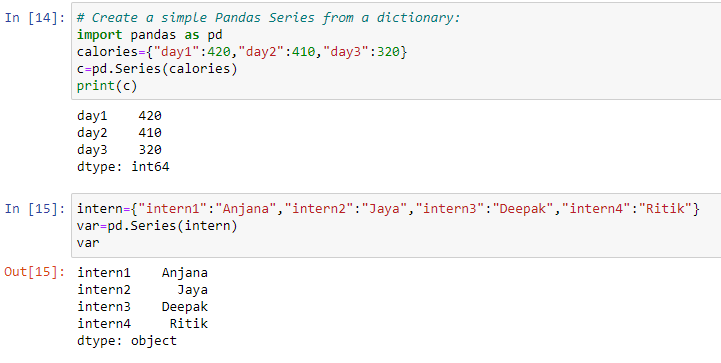 In [14]: # Create a simple Pandas Series from a dictionary:
import pandas as pd
calories={"day1":420,"day2":410,"day3":320}
c=pd.Series(calories)
print(c)
day1    420
day2    410
day3    320
dtype: int64
In [15]: intern={"intern1":"Anjana","intern2":"Jaya","intern3":"Deepak","intern4":"Ritik"}
var=pd.Series(intern)
var
Out[15]: intern1    Anjana
intern2      Jaya
intern3    Deepak
intern4     Ritik
dtype: object